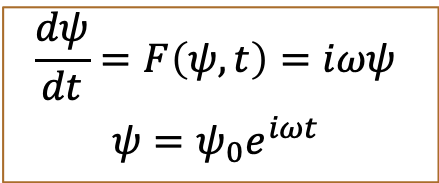 dψ/dt = F(ψ, t) = iωψ
ψ = ψ₀e^{iωt}